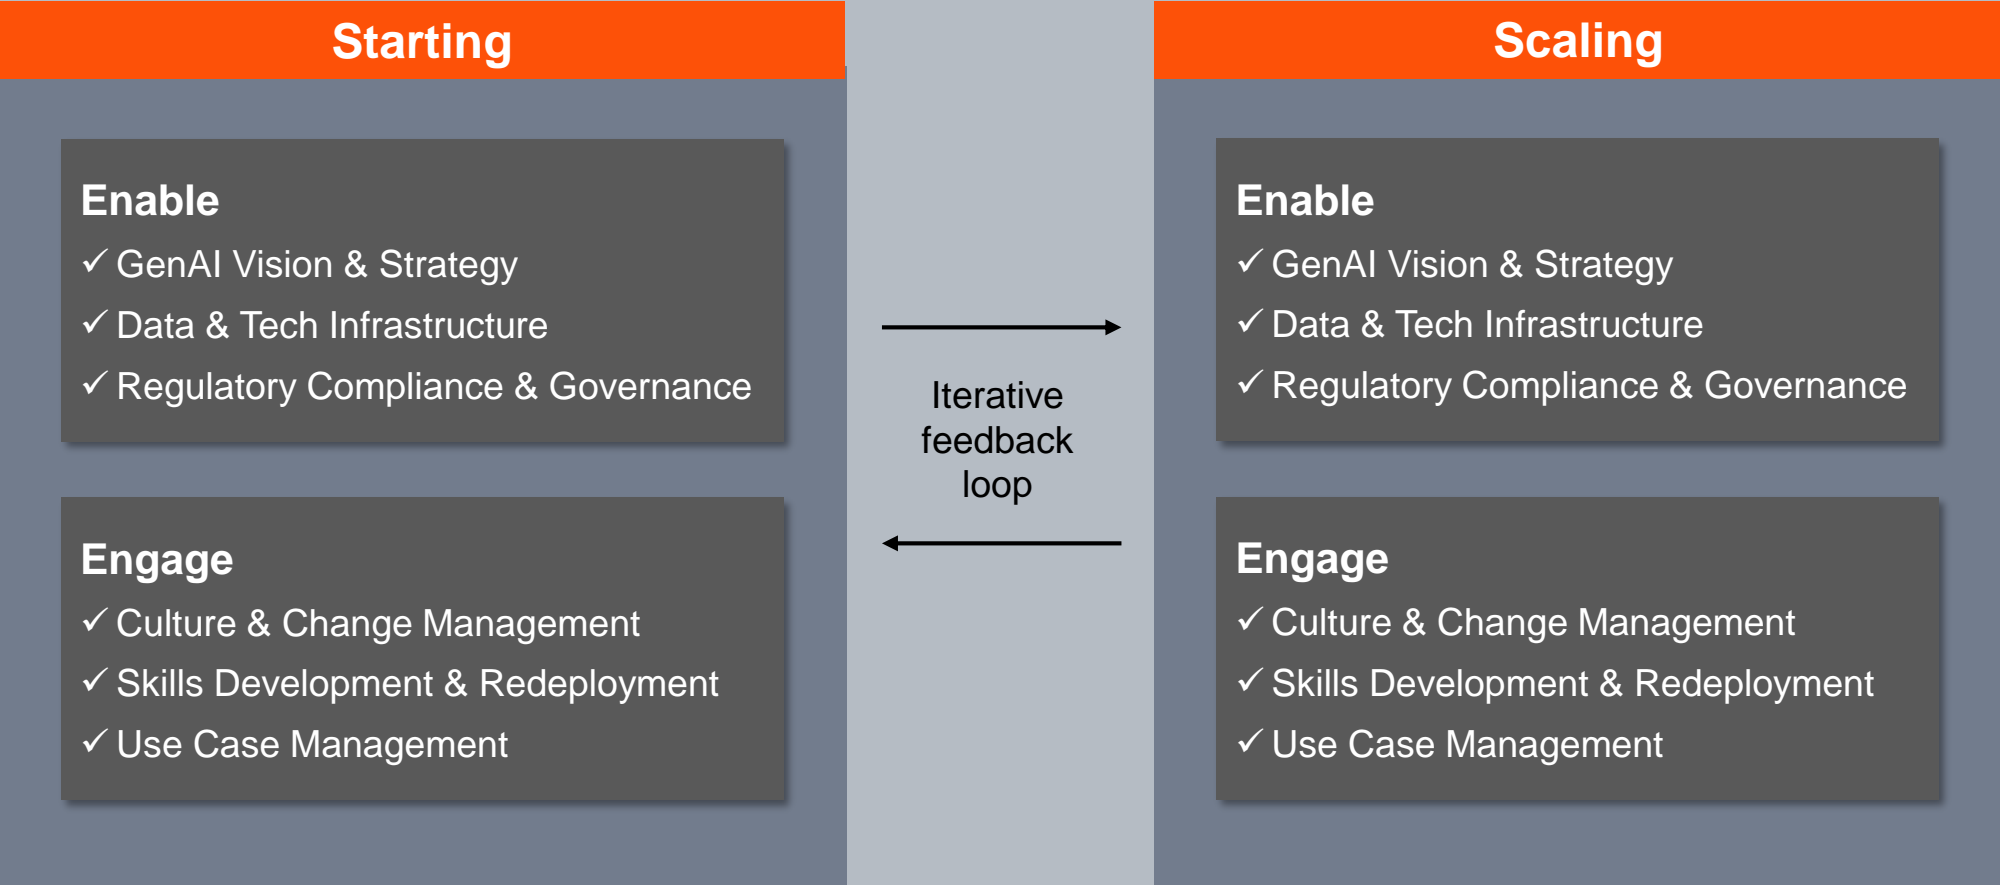 Starting
Enable
✓ GenAI Vision & Strategy
✓ Data & Tech Infrastructure
✓ Regulatory Compliance & Governance
Engage
✓ Culture & Change Management
✓ Skills Development & Redeployment
✓ Use Case Management
Iterative
feedback
loop
Scaling
Enable
✓ GenAI Vision & Strategy
✓ Data & Tech Infrastructure
✓ Regulatory Compliance & Governance
Engage
✓ Culture & Change Management
✓ Skills Development & Redeployment
✓ Use Case Management